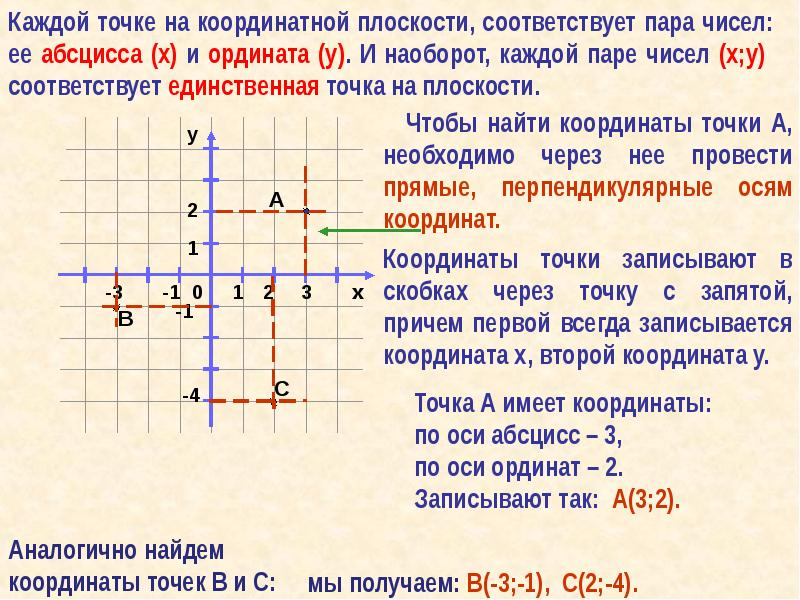 Каждой точке на координатной плоскости, соответствует пара чисел:
ее абсцисса (x) и ордината (y). И наоборот, каждой паре чисел (x;y)
соответствует единственная точка на плоскости.
Чтобы найти координаты точки А,
необходимо через нее провести
прямые, перпендикулярные осям
координат.
Координаты точки записывают в
скобках через точку с запятой,
причем первой всегда записывается
координата x, второй координата y.
y
2
A
1
-3 -1 0 1 2 3 x
B
-1
-4
C
Точка А имеет координаты:
по оси абсцисс – 3,
по оси ординат – 2.
Записывают так: А(3;2).
Аналогично найдем
координаты точек В и С: мы получаем: В(-3;-1), С(2;-4).